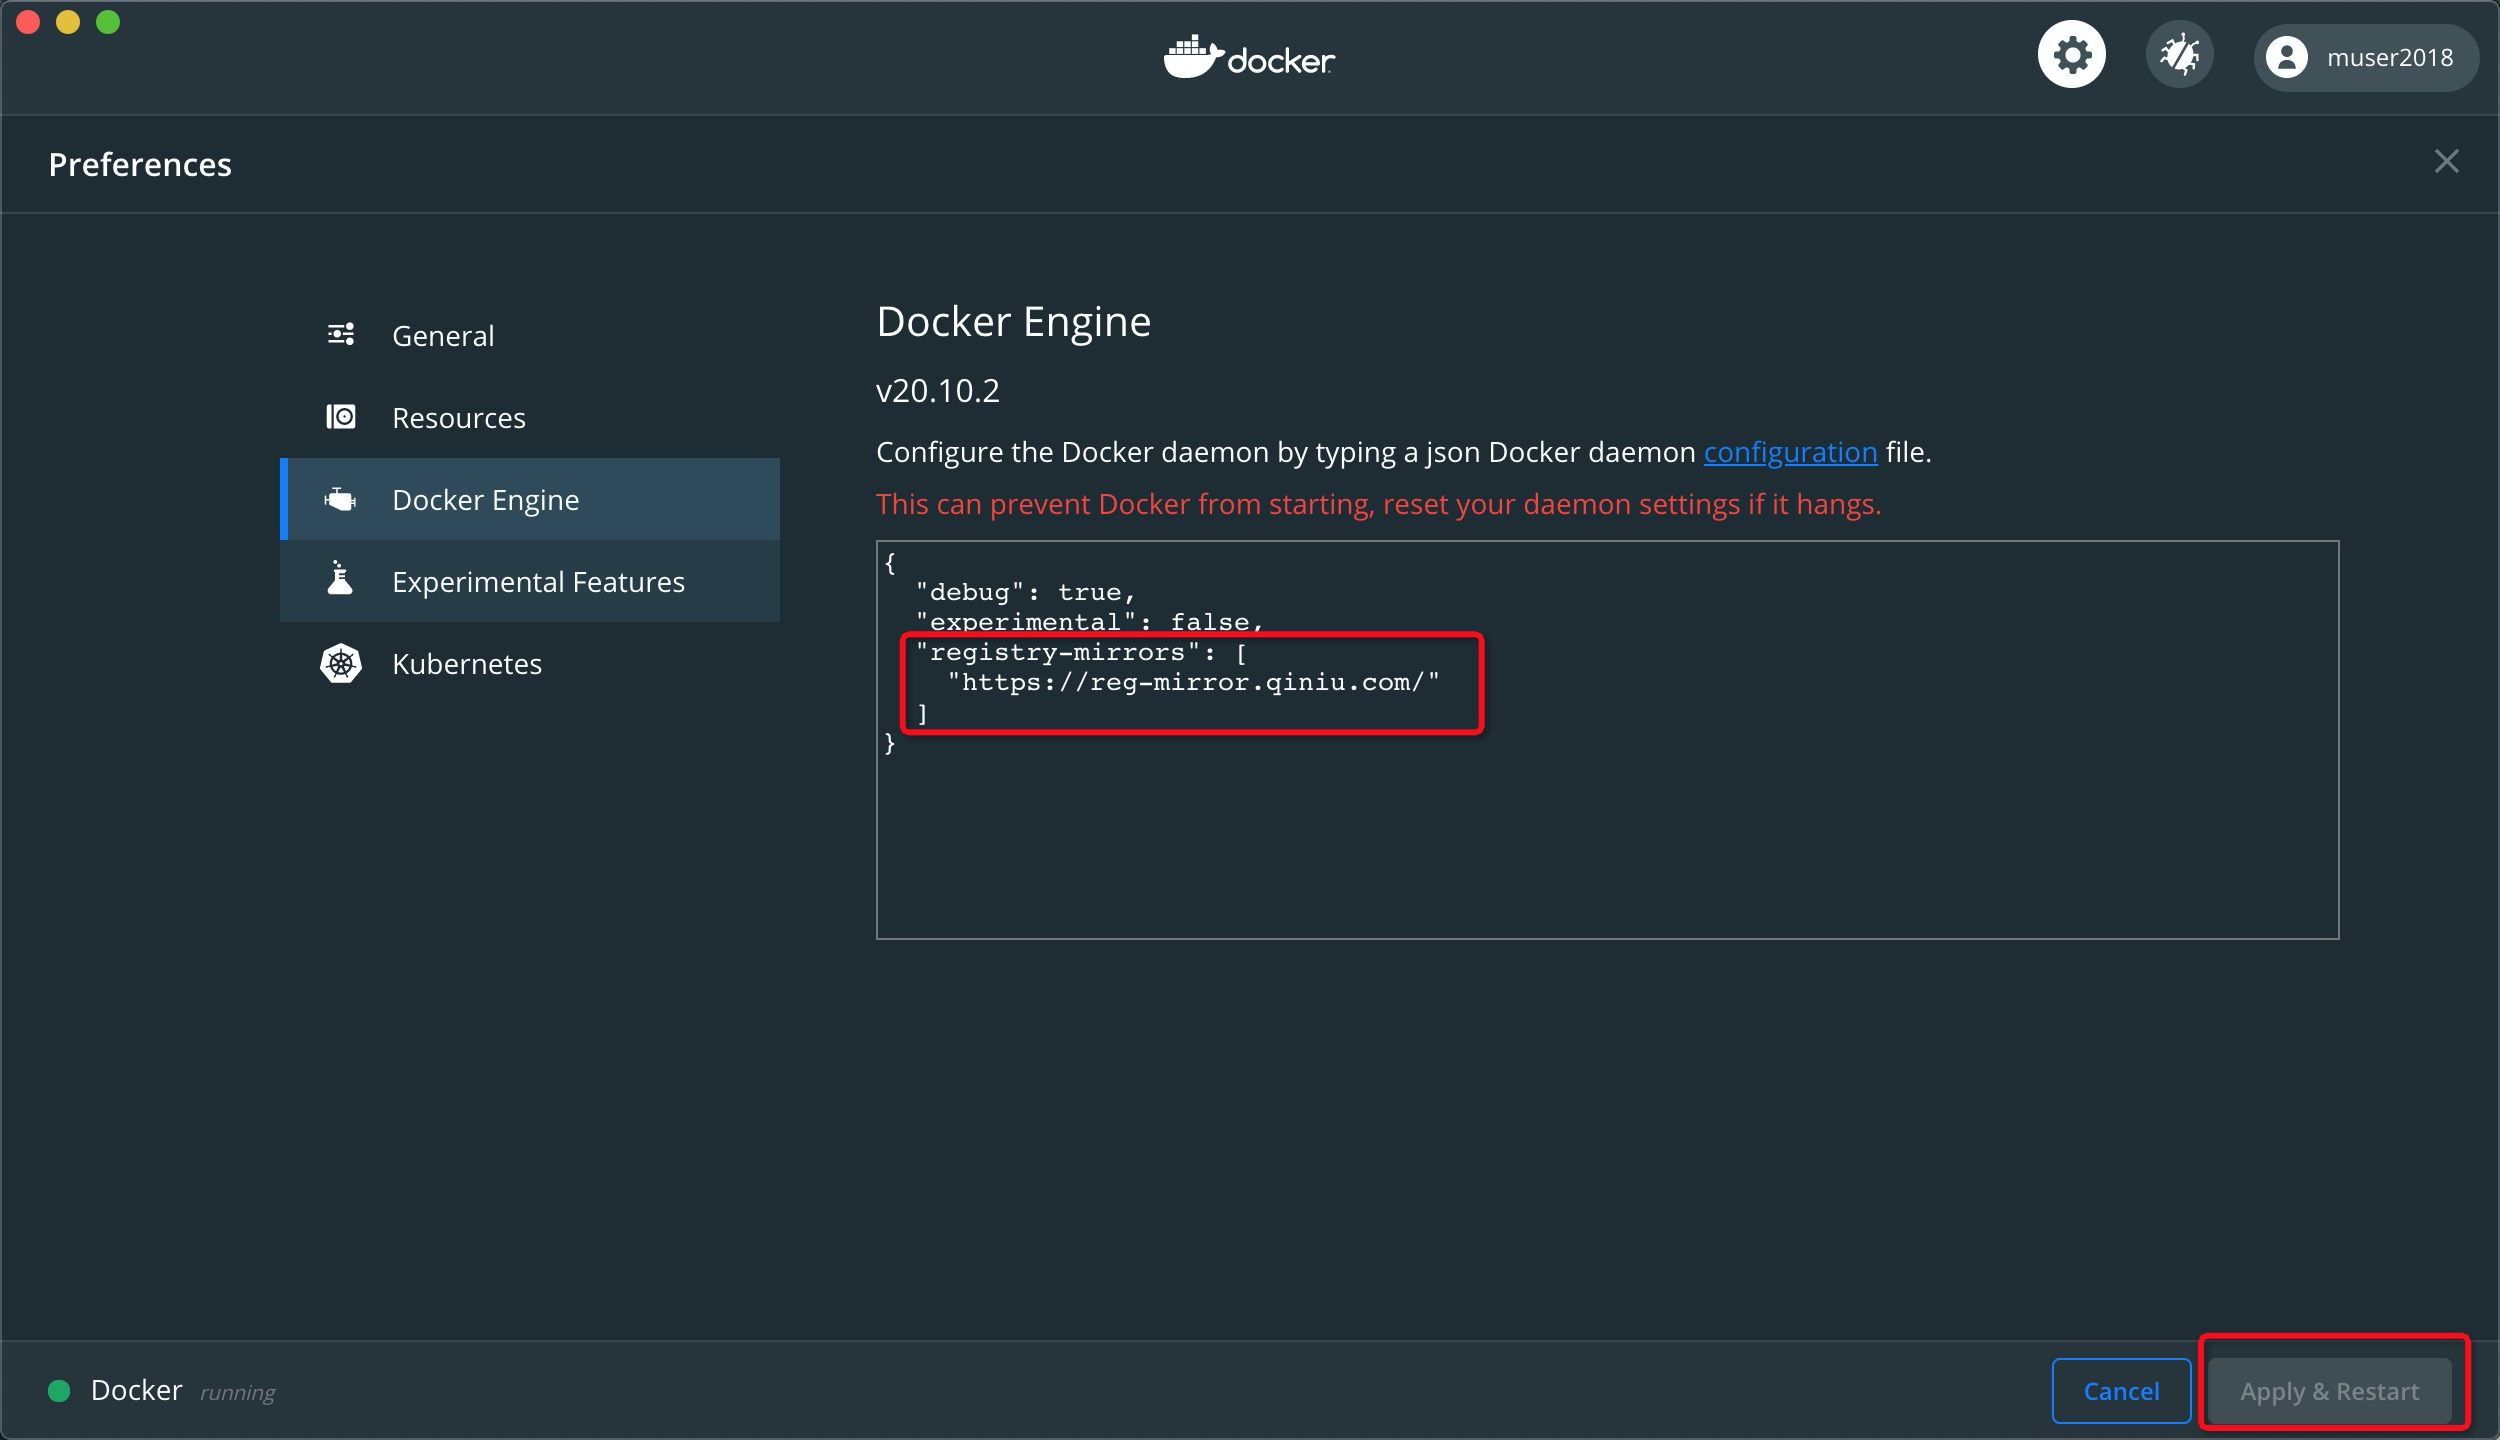 docker
muser2018
Preferences
General
Resources
Docker Engine
Experimental Features
Kubernetes
Docker Engine
v20.10.2
Configure the Docker daemon by typing a json Docker daemon configuration file.
This can prevent Docker from starting, reset your daemon settings if it hangs.
{
  "debug": true,
  "experimental": false,
  "registry-mirrors": [
    "https://reg-mirror.qiniu.com/"
  ]
}
Docker running
Cancel
Apply & Restart